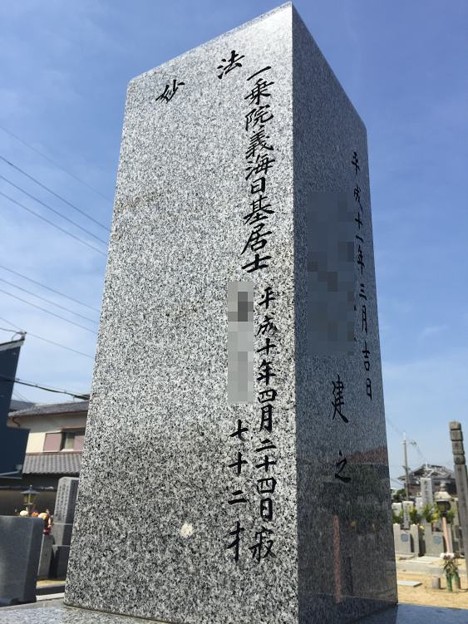 妙 法
一乗院義海日基居士
平成十年四月二十四日寂
七十二才
平成十一年三月吉日
建之